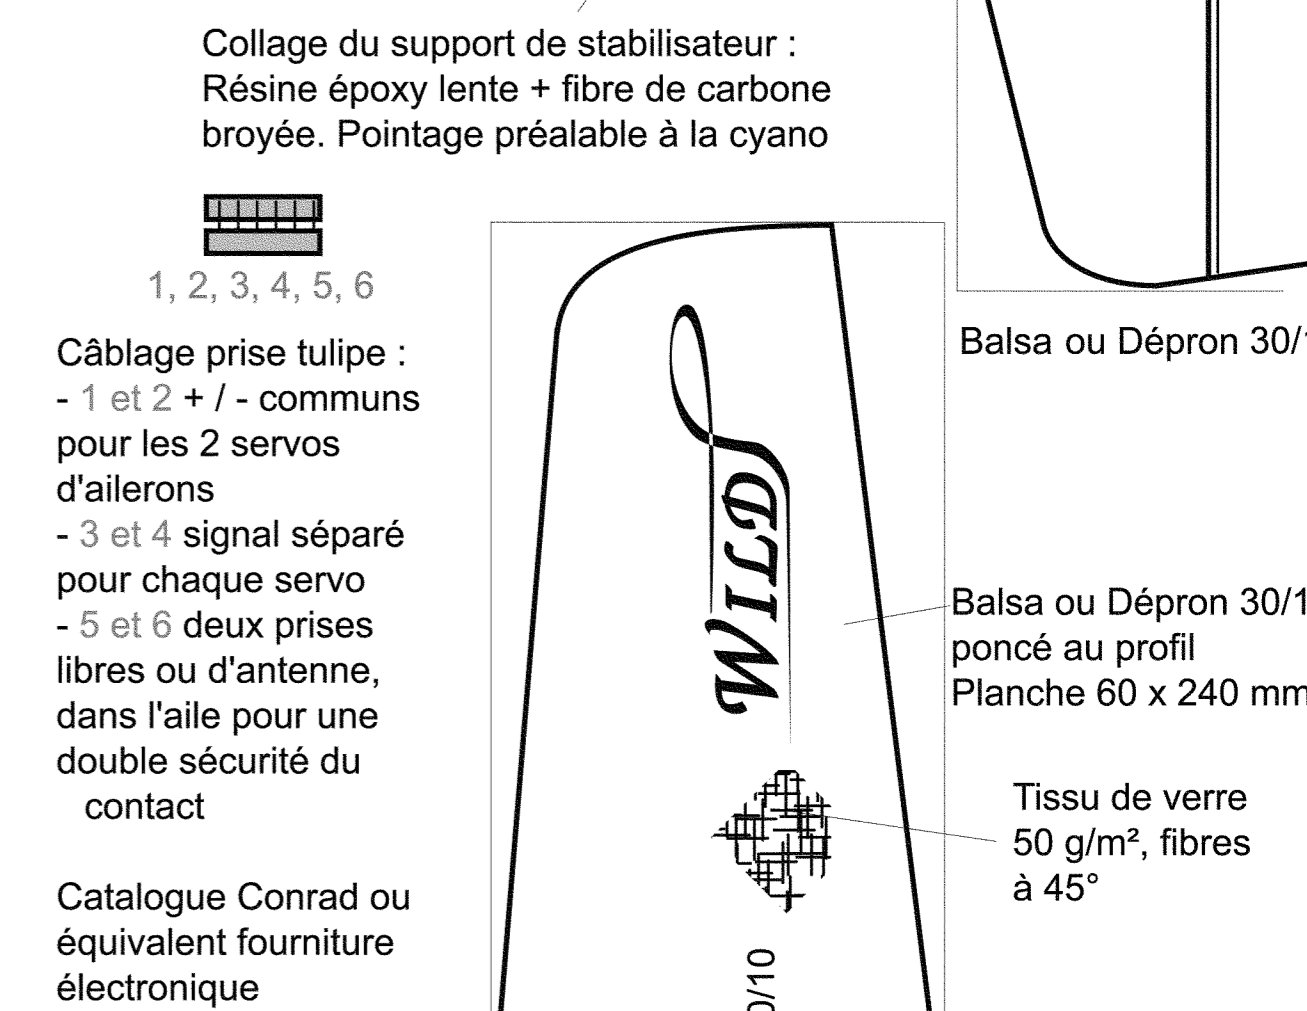 Collage du support de stabilisateur :
Résine époxy lente + fibre de carbone
broyée. Pointage préalable à la cyano
1, 2, 3, 4, 5, 6
Câblage prise tulipe :
- 1 et 2 + / - communs
pour les 2 servos
d'ailerons
- 3 et 4 signal séparé
pour chaque servo
- 5 et 6 deux prises
libres ou d'antenne,
dans l'aile pour une
double sécurité du
contact
Catalogue Conrad ou
équivalent fourniture
électronique
WILD
0/10
Balsa ou Dépron 30/1
Balsa ou Dépron 30/1
poncé au profil
Planche 60 x 240 mm
Tissu de verre
50 g/m², fibres
à 45°